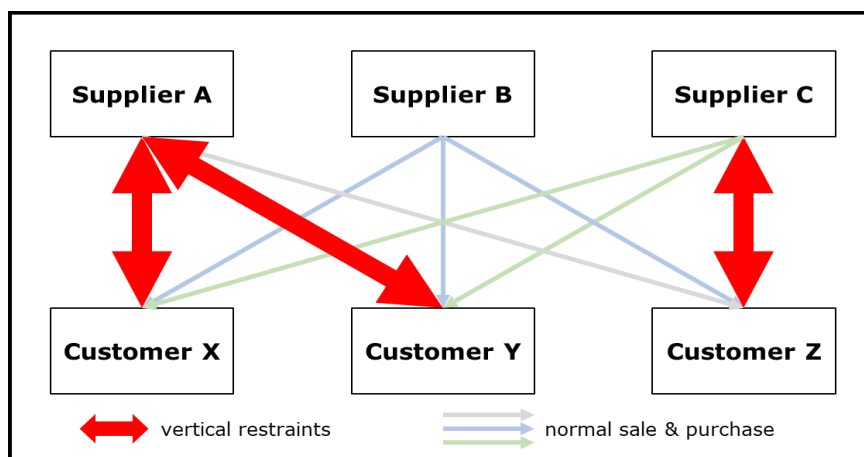 Supplier A
Supplier B
Supplier C
Customer X
Customer Y
Customer Z
vertical restraints
normal sale & purchase